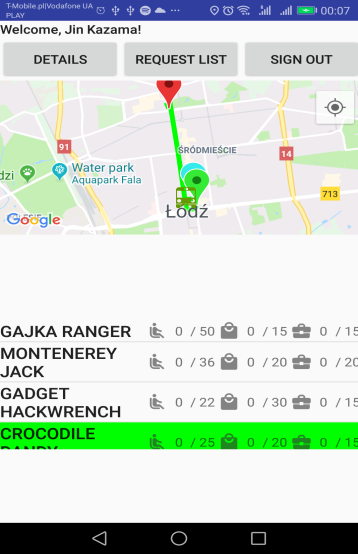 T-Mobile.pl|Vodafone UA
PLAY
00:07
Welcome, Jin Kazama!
DETAILS REQUEST LIST SIGN OUT
91
ŚRÓDMIEŚCIE
14
Water park
Aquapark Fala
dzi
713
Łódź
Google
GAJKA RANGER 0 / 50 0 / 15 0 / 15
MONTENEREY
JACK
0 / 36 0 / 20 0 / 20
GADGET
HACKWRENCH
0 / 22 0 / 30 0 / 15
CROCODILE
DANDY
0 / 25 0 / 20 0 / 15